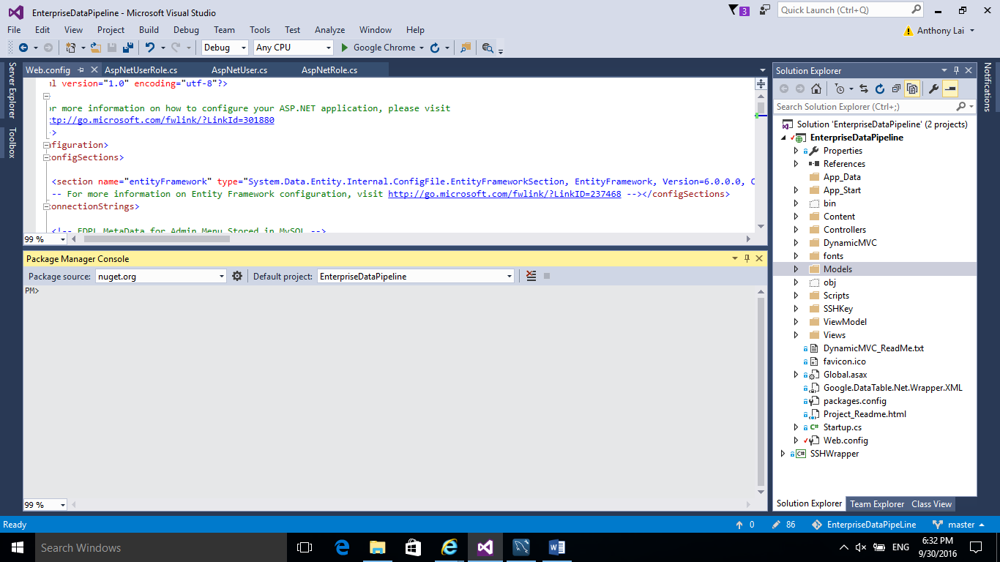 EnterpriseDataPipeline - Microsoft Visual Studio
3
Quick Launch (Ctrl+Q)
File Edit View Project Build Debug Team Tools Test Analyze Window Help
Anthony Lai
Debug Any CPU Google Chrome
Server Explorer
Toolbox
Web.config AspNetUserRole.cs AspNetUser.cs AspNetRole.cs
ml version="1.0" encoding="utf-8"?>
or more information on how to configure your ASP.NET application, please visit
ttp://go.microsoft.com/fwlink/?LinkId=301880
->
nfiguration>
configSections>
<section name="entityFramework" type="System.Data.Entity.Internal.ConfigFile.EntityFrameworkSection, EntityFramework, Version=6.0.0.0, C
-- For more information on Entity Framework configuration, visit http://go.microsoft.com/fwlink/?LinkID=237468 --></configSections>
connectionStrings>
<!-- EDPL MetaData for Admin Menu Stored in MySQL -->
99 %
Package Manager Console
Package source: nuget.org Default project: EnterpriseDataPipeline
PM>
99 %
Solution Explorer
Search Solution Explorer (Ctrl+;)
Solution 'EnterpriseDataPipeline' (2 projects)
EnterpriseDataPipeline
Properties
References
App_Data
App_Start
bin
Content
Controllers
DynamicMVC
fonts
Models
obj
Scripts
SSHKey
ViewModel
Views
DynamicMVC_ReadMe.txt
favicon.ico
Global.asax
Google.DataTable.Net.Wrapper.XML
packages.config
Project_Readme.html
C# Startup.cs
Web.config
C# SSHWrapper
Solution Explorer Team Explorer Class View
Notifications
Ready 0 86 EnterpriseDataPipeLine master
Search Windows
ENG
6:32 PM
9/30/2016